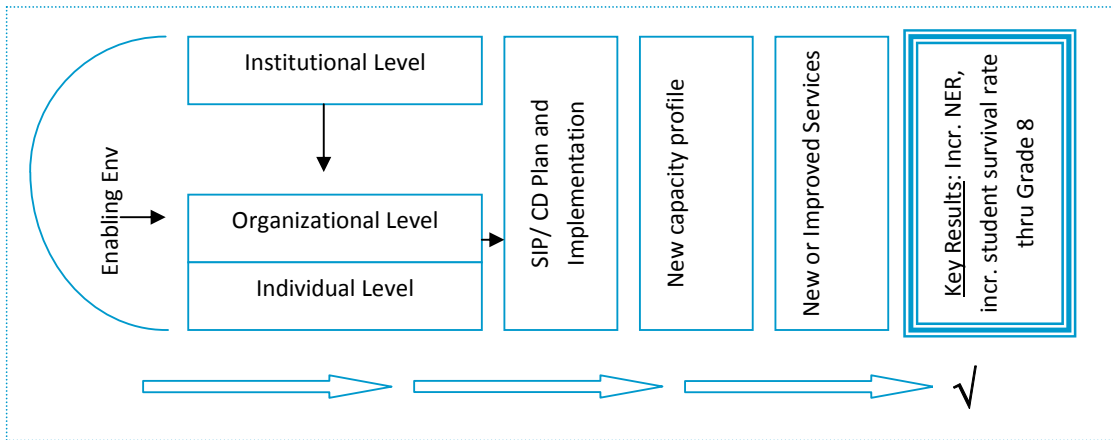 Enabling Env
Institutional Level
Organizational Level
Individual Level
SIP/ CD Plan and
Implementation
New capacity profile
New or Improved Services
Key Results: Incr. NER,
incr. student survival rate
thru Grade 8
√